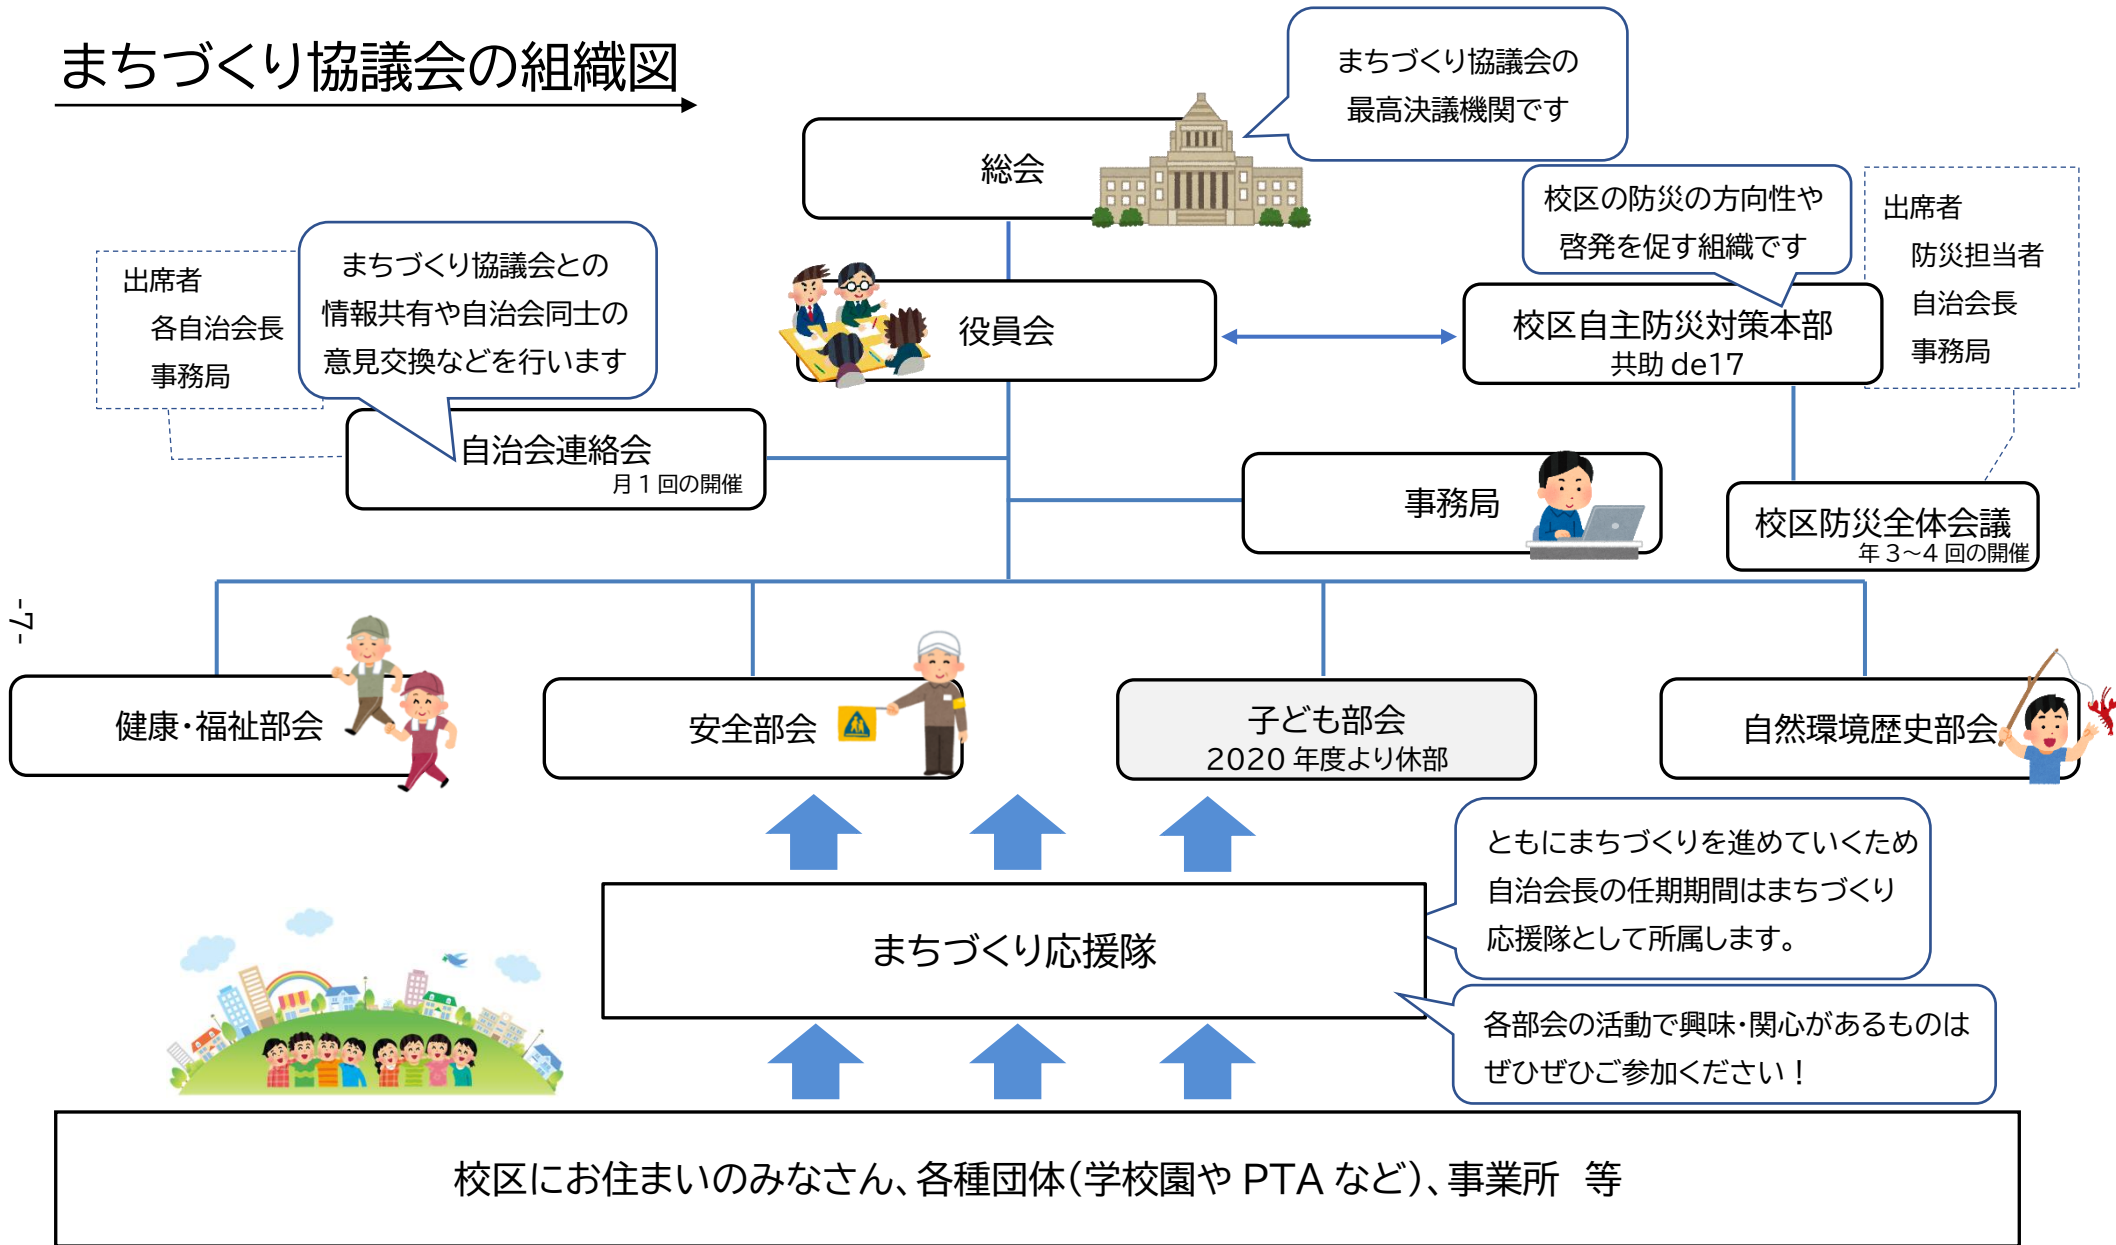 まちづくり協議会の組織図
まちづくり協議会の
最高決議機関です
総会
校区の防災の方向性や
啓発を促す組織です
出席者
防災担当者
自治会長
事務局
出席者
各自治会長
事務局
まちづくり協議会との
情報共有や自治会同士の
意見交換などを行います
役員会
校区自主防災対策本部
共助 de17
自治会連絡会
月1回の開催
事務局
校区防災全体会議
年3~4回の開催
-7-
健康・福祉部会
安全部会
子ども部会
2020年度より休部
自然環境歴史部会
ともにまちづくりを進めていくため
自治会長の任期期間はまちづくり
応援隊として所属します。
まちづくり応援隊
各部会の活動で興味・関心があるものは
ぜひぜひご参加ください！
校区にお住まいのみなさん、各種団体(学校園や PTA など)、事業所　等